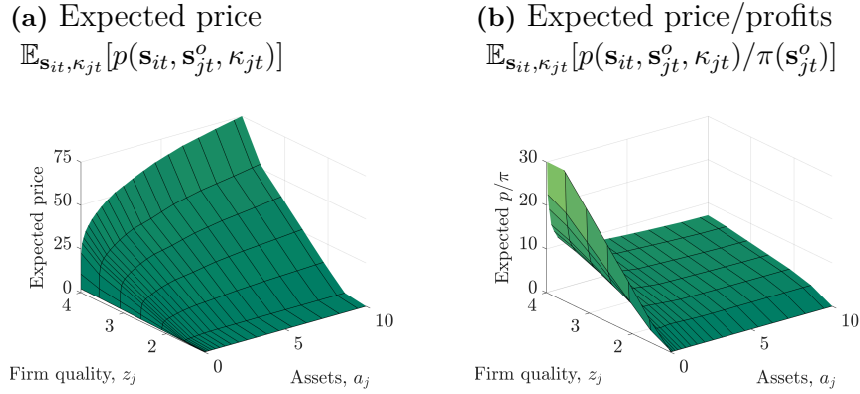 (a) Expected price
𝔼_{s_{it},κ_{jt}}[p(s_{it}, s^o_{jt}, κ_{jt})]
75
50
25
0
Expected price
4
3
2
0
5
10
Firm quality, z_j
Assets, a_j
(b) Expected price/profits
𝔼_{s_{it},κ_{jt}}[p(s_{it}, s^o_{jt}, κ_{jt})/π(s^o_{jt})]
30
20
10
0
Expected p/π
4
3
2
0
5
10
Firm quality, z_j
Assets, a_j